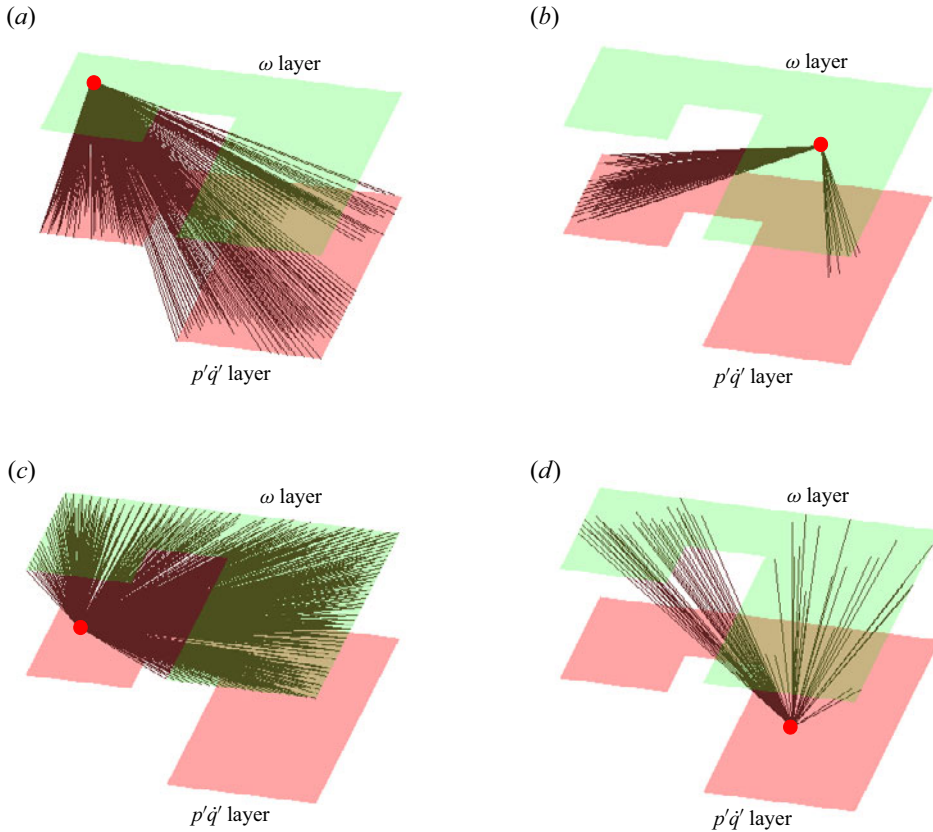 (a)
ω layer
p′q̇′ layer
(b)
ω layer
p′q̇′ layer
(c)
ω layer
p′q̇′ layer
(d)
ω layer
p′q̇′ layer